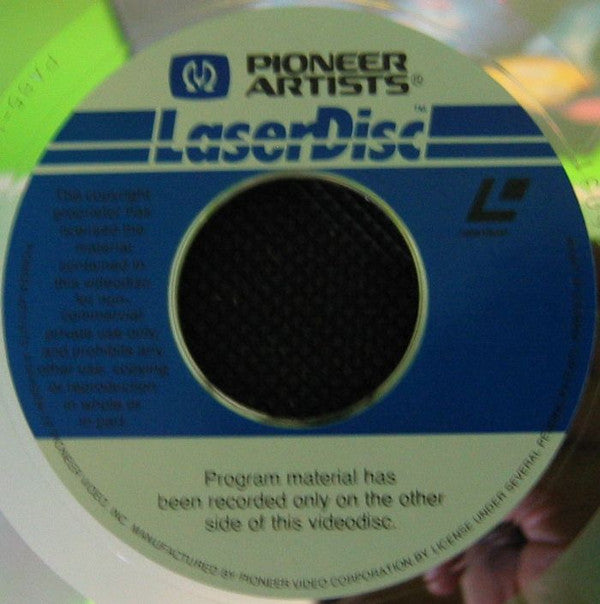 PIONEER
ARTISTS®
LaserDisc™
The copyright
proprietor has
licensed the
material
contained in
this videodisc
for non-
commercial
private use only,
and prohibits any
other use, copying
or reproduction
in whole or
in part.
Program material has
been recorded only on the other
side of this videodisc.
PIONEER VIDEO, INC. MANUFACTURED BY PIONEER VIDEO CORPORATION BY LICENSE UNDER SEVERAL